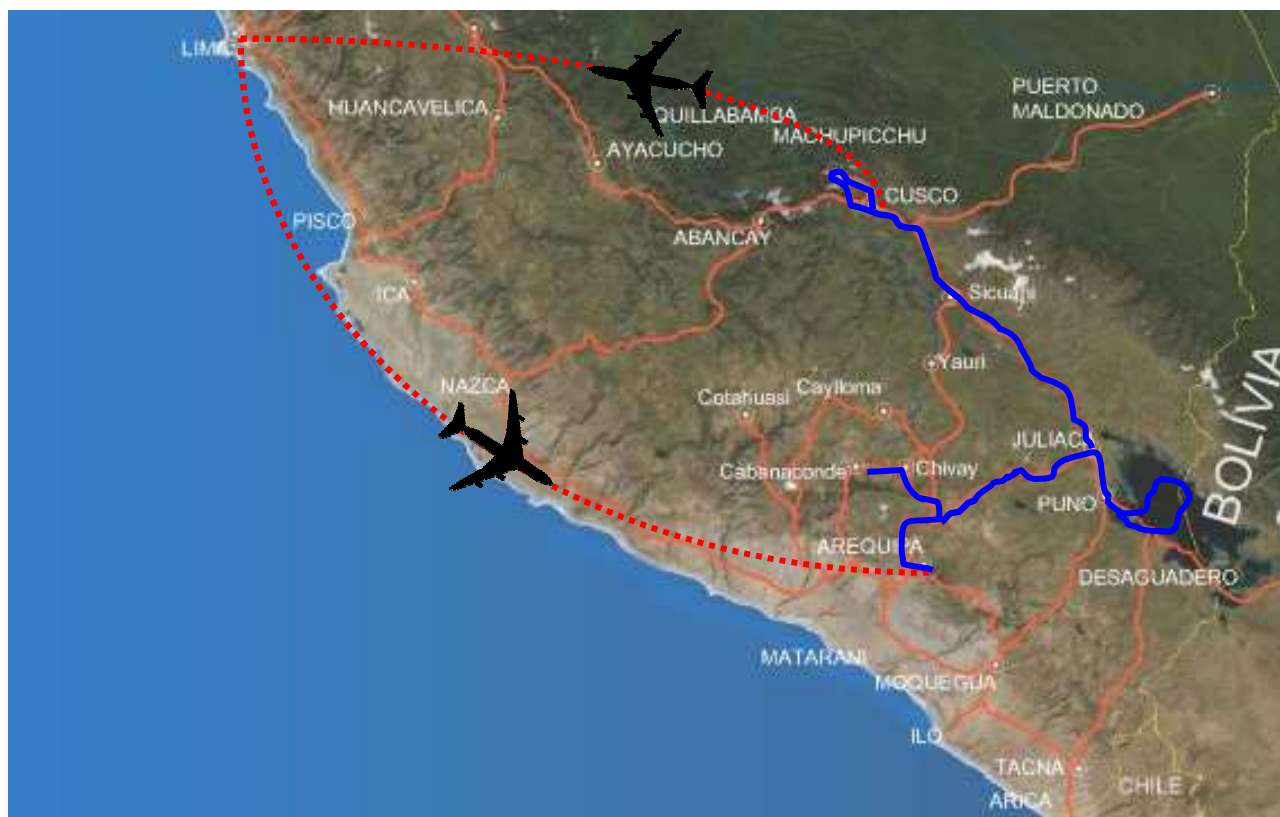 LIMA
HUANCAVELICA
QUILLABAMBA
MACHUPICCHU
PUERTO
MALDONADO
AYACUCHO
CUSCO
PISCO
ABANCAY
ICA
Sicuani
Yauri
NAZCA
Cotahuasi
Caylloma
JULIACA
BOLÍVIA
Cabanaconde
Chivay
PUNO
AREQUIPA
DESAGUADERO
MATARANI
MOQUEGUA
ILO
TACNA
CHILE
ARICA